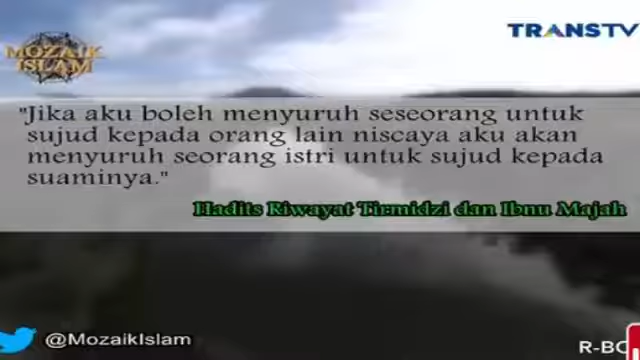 MOZAIK
ISLAM
TRANSTV
"Jika aku boleh menyuruh seseorang untuk
sujud kepada orang lain niscaya aku akan
menyuruh seorang istri untuk sujud kepada
suaminya."
Hadits Riwayat Tirmidzi dan Ibnu Majah
@MozaikIslam
R-BO